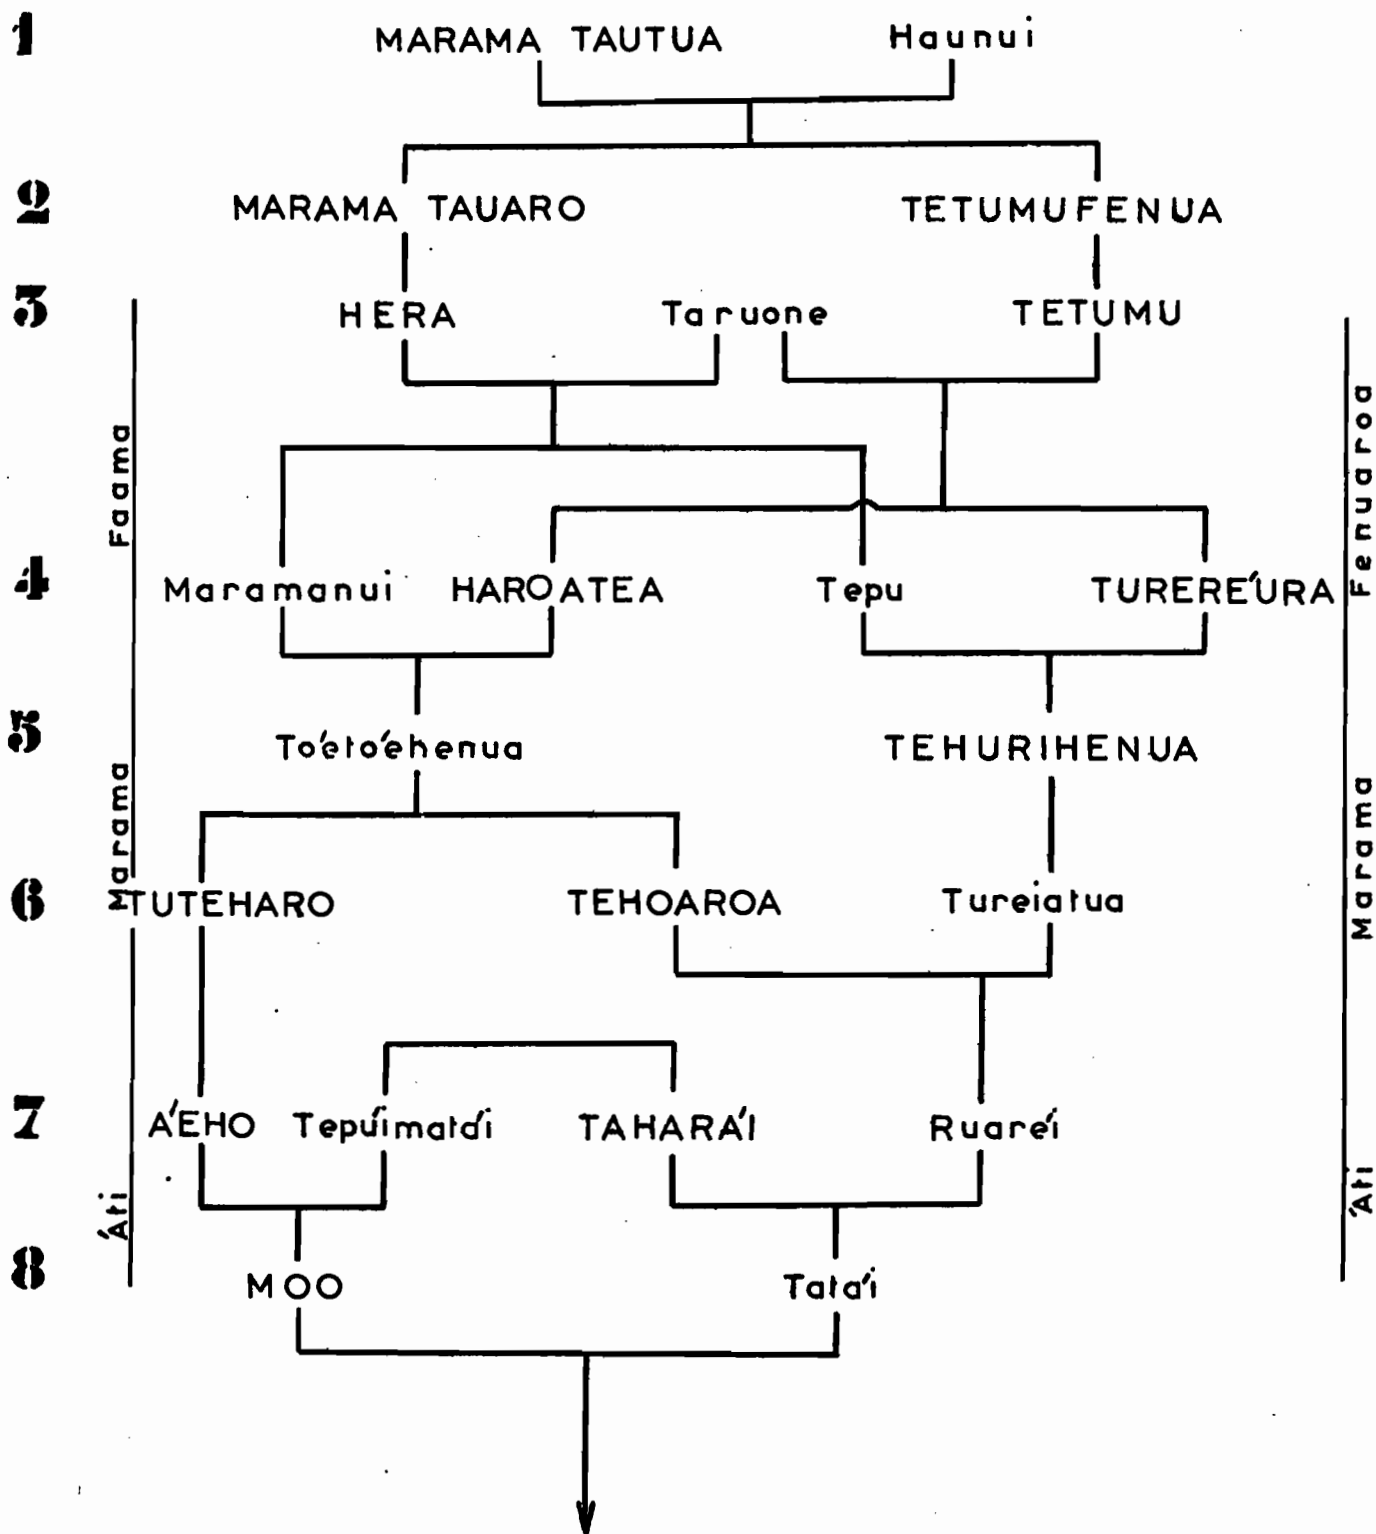 1 MARAMA TAUTUA Haunui
2 MARAMA TAUARO TETUMUFENUA
3 HERA Taruone TETUMU
4 Maramanui HAROATEA Tepu TURERE'URA
5 To'eto'ehenua TEHURIHENUA
6 TUTEHARO TEHOAROA Tureiatua
7 A'EHO Tepu'imata'i TAHARA'I Ruare'i
8 MOO Tata'i
'Ati Marama Faama
'Ati Marama Fenuaroa